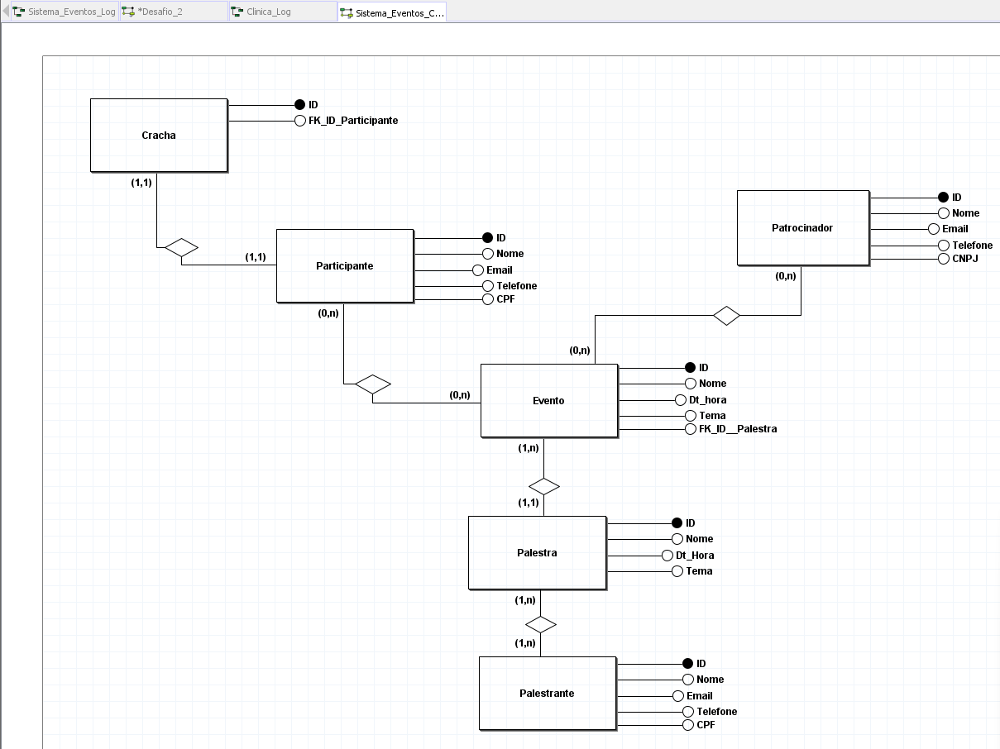 Sistema_Eventos_Log
*Desafio_2
Clinica_Log
Sistema_Eventos_C...
Cracha
ID
FK_ID_Participante
(1,1)
(1,1)
Participante
ID
Nome
Email
Telefone
CPF
(0,n)
Patrocinador
ID
Nome
Email
Telefone
CNPJ
(0,n)
(0,n)
(0,n)
Evento
ID
Nome
Dt_hora
Tema
FK_ID__Palestra
(1,n)
(1,1)
Palestra
ID
Nome
Dt_Hora
Tema
(1,n)
(1,n)
Palestrante
ID
Nome
Email
Telefone
CPF